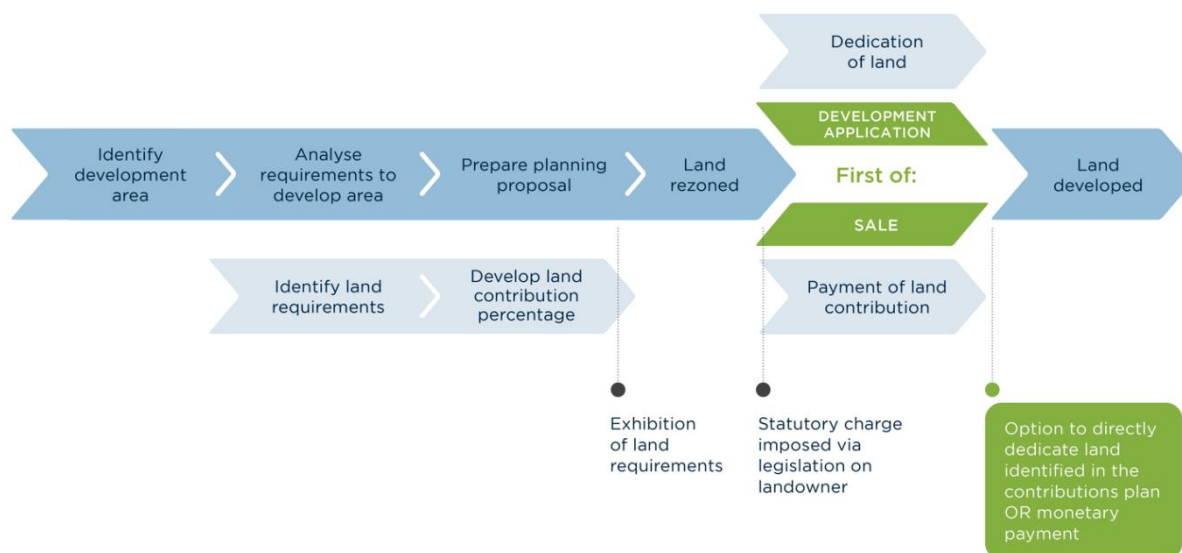 Dedication
of land
DEVELOPMENT
APPLICATION
Identify
development
area
Analyse
requirements to
develop area
Prepare planning
proposal
Land
rezoned
First of:
Land
developed
SALE
Identify land
requirements
Develop land
contribution
percentage
Payment of land
contribution
Exhibition
of land
requirements
Statutory charge
imposed via
legislation on
landowner
Option to directly
dedicate land
identified in the
contributions plan
OR monetary
payment